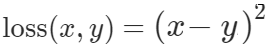 loss(x, y) = (x − y)²